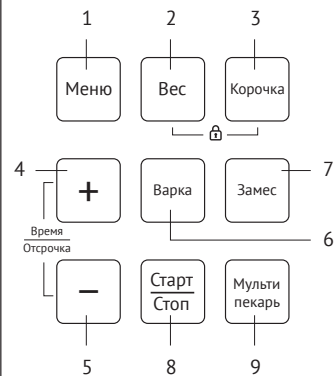 1 2 3
Меню Вес Корочка
4 + Варка Замес 7
6
Время
Отсрочка
− Старт Мульти
Стоп пекарь
5 8 9